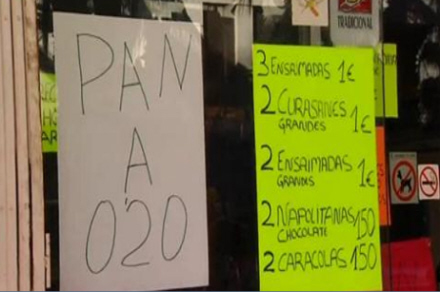 PAN
A
0'20
TRADICIONAL
3 ENSAIMADAS 1€
2 CURASANES
GRANDES 1€
2 ENSAIMADAS
GRANDES 1€
2 NAPOLITANAS
CHOCOLATE 1'50
2 CARACOLAS 1'50